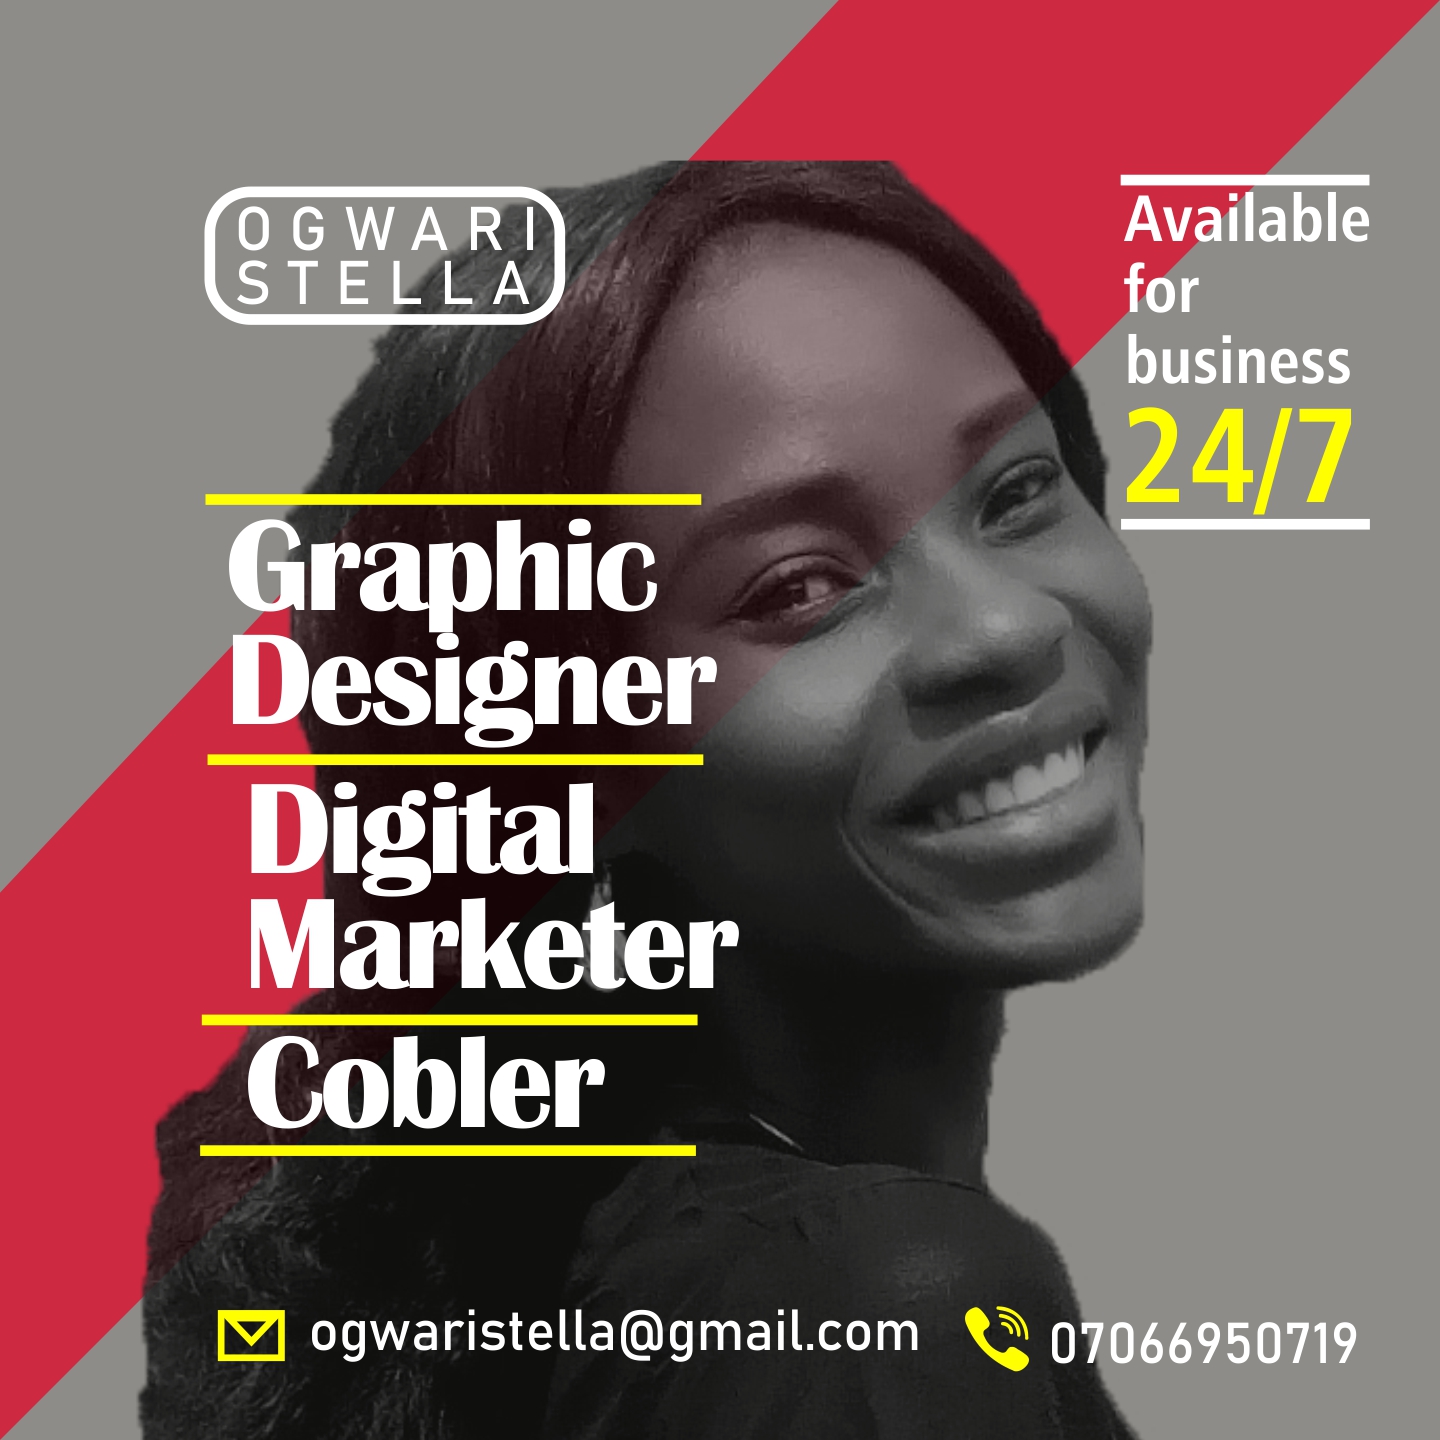 OGWARI
STELLA
Available
for
business
24/7
Graphic
Designer
Digital
Marketer
Cobler
ogwaristella@gmail.com
07066950719